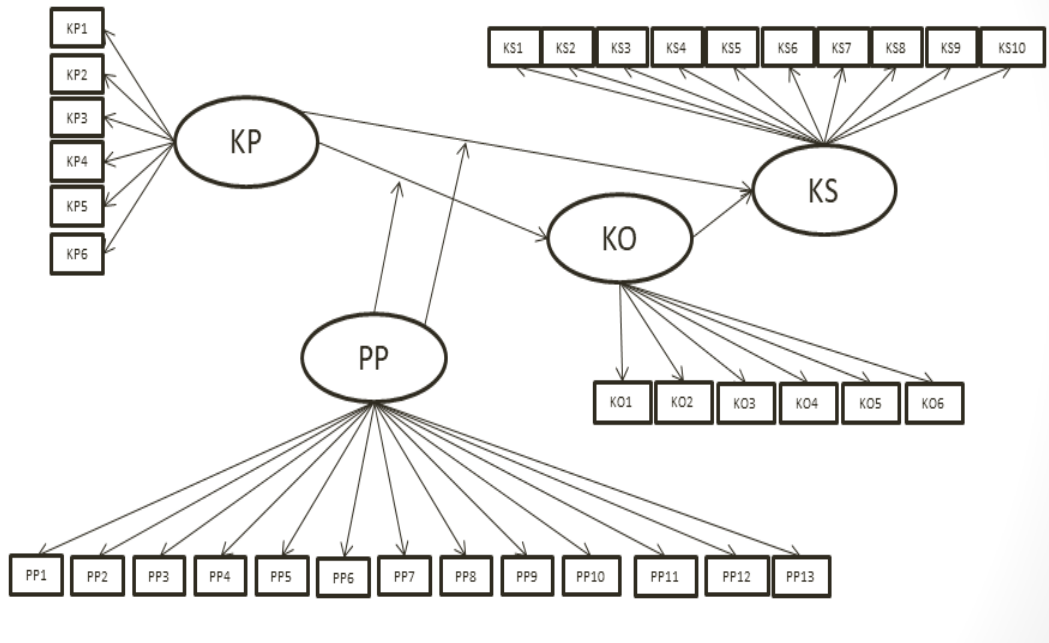 KP1
KP2
KP3
KP4
KP5
KP6
KP
KS1 KS2 KS3 KS4 KS5 KS6 KS7 KS8 KS9 KS10
KS
KO
KO1 KO2 KO3 KO4 KO5 KO6
PP
PP1 PP2 PP3 PP4 PP5 PP6 PP7 PP8 PP9 PP10 PP11 PP12 PP13